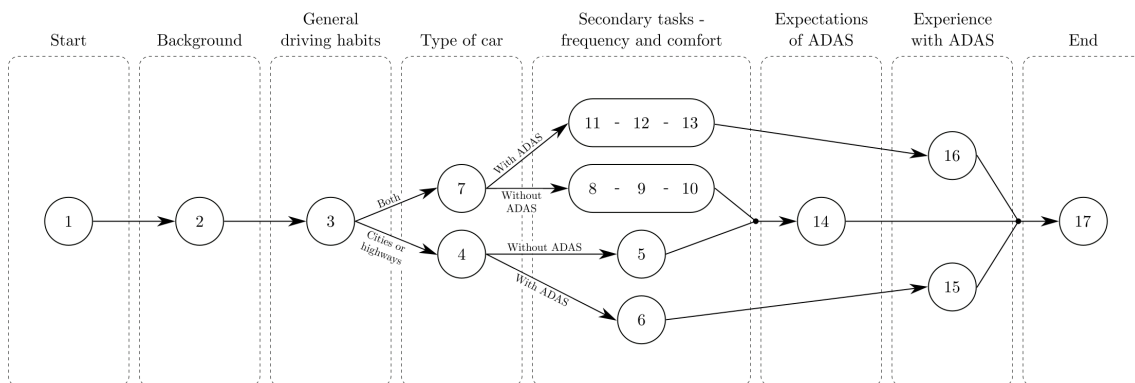 Start
Background
General
driving habits
Type of car
Secondary tasks -
frequency and comfort
Expectations
of ADAS
Experience
with ADAS
End
1
2
3
Both
Cities or
highways
7
4
With ADAS
Without
ADAS
Without ADAS
With ADAS
11 - 12 - 13
8 - 9 - 10
5
6
14
16
15
17